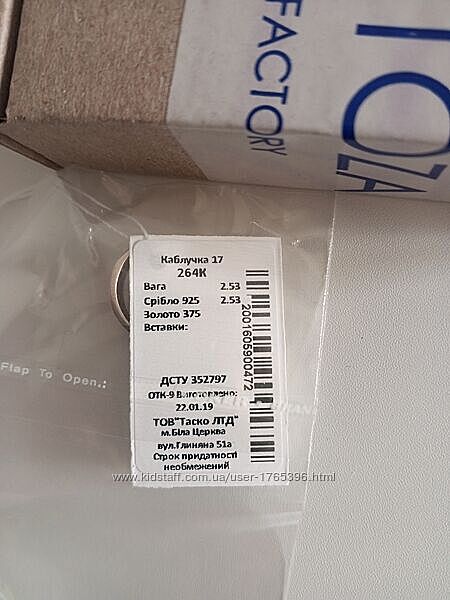 FACTORY
Каблучка 17
264К
Вага 2.53
Срібло 925 2.53
Золото 375
Вставки:
2001605900472
ДСТУ 352797
ОТК-9 Виготовлено:
22.01.19
ТОВ"Таско ЛТД"
м.Біла Церква
вул.Глиняна 51а
Строк придатності
необмежений
Flap To Open.:
www.kidstaff.com.ua/user-1765396.html